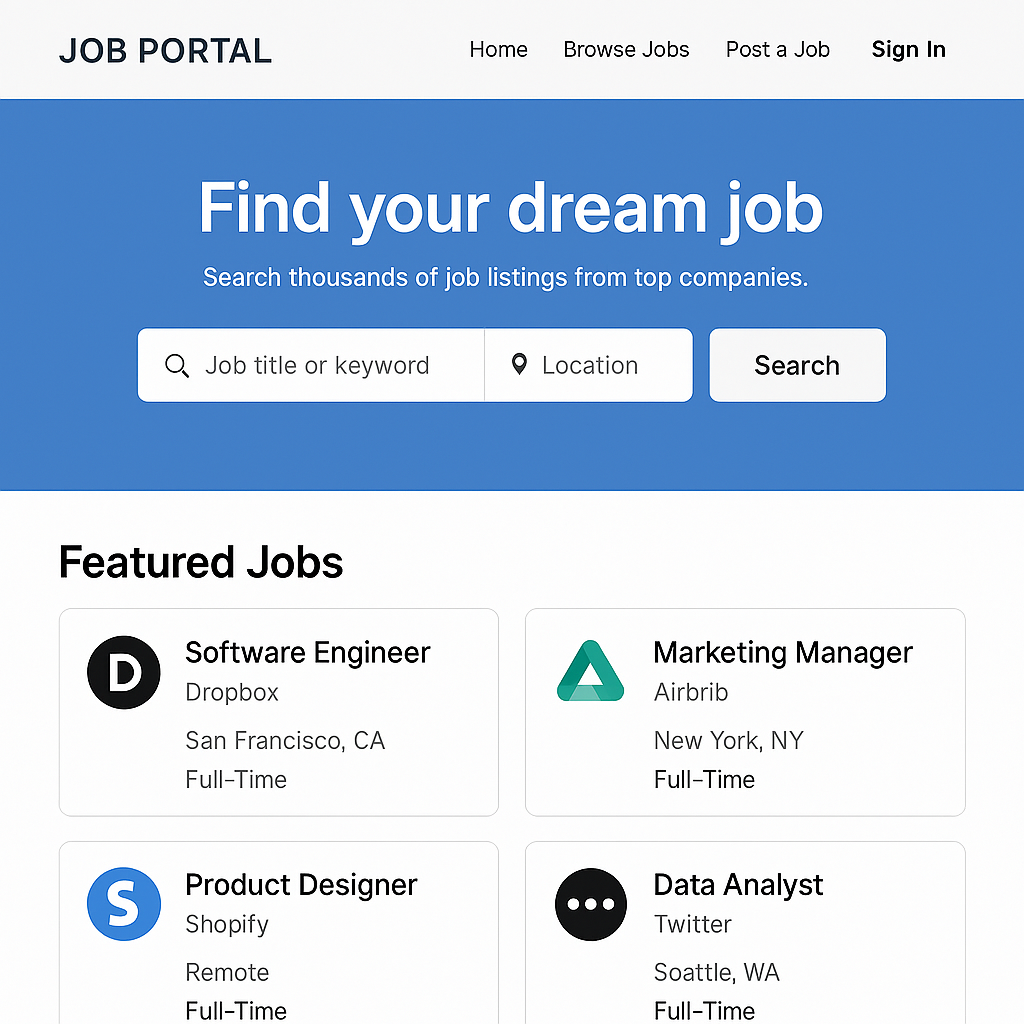 JOB PORTAL
Home Browse Jobs Post a Job Sign In
Find your dream job
Search thousands of job listings from top companies.
Job title or keyword Location Search
Featured Jobs
D
Software Engineer
Dropbox
San Francisco, CA
Full-Time
Marketing Manager
Airbrib
New York, NY
Full-Time
S
Product Designer
Shopify
Remote
Full-Time
Data Analyst
Twitter
Soattle, WA
Full-Time